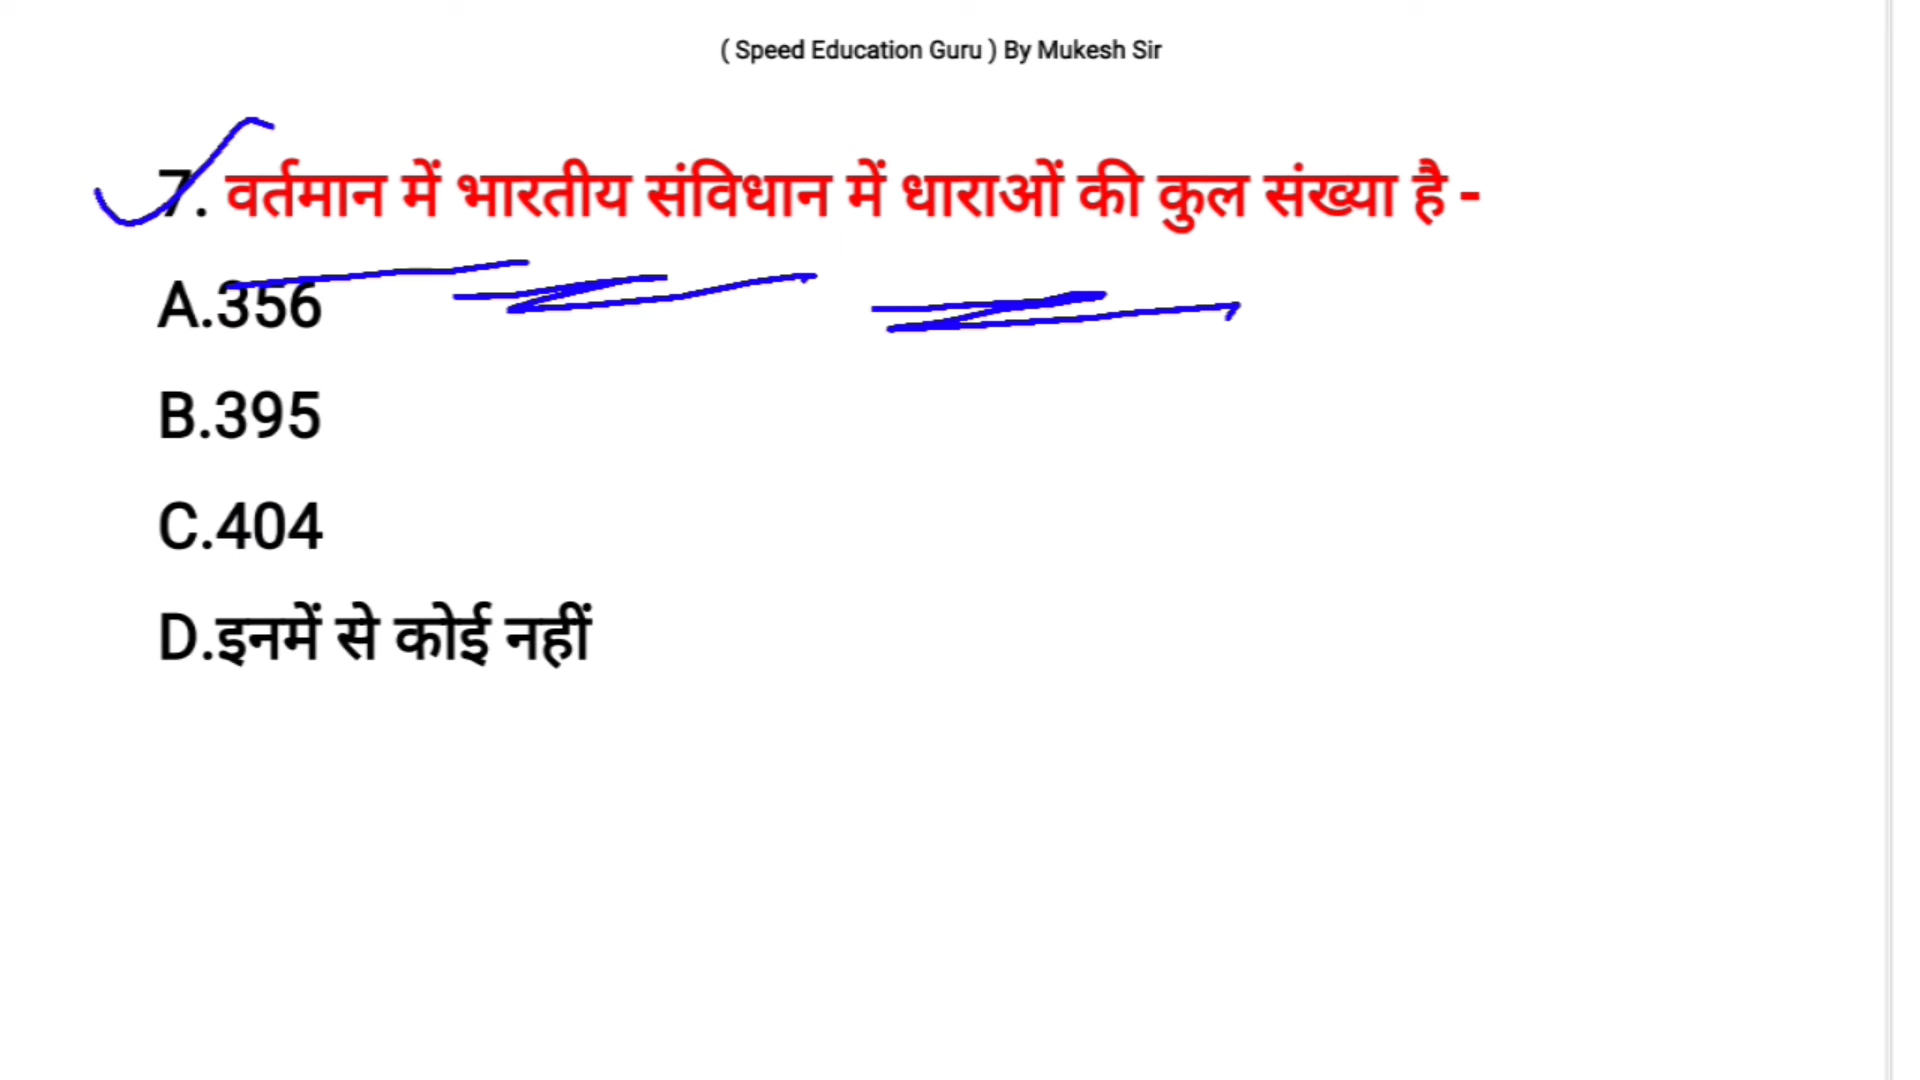 ( Speed Education Guru ) By Mukesh Sir
7. वर्तमान में भारतीय संविधान में धाराओं की कुल संख्या है -
A.356
B.395
C.404
D.इनमें से कोई नहीं